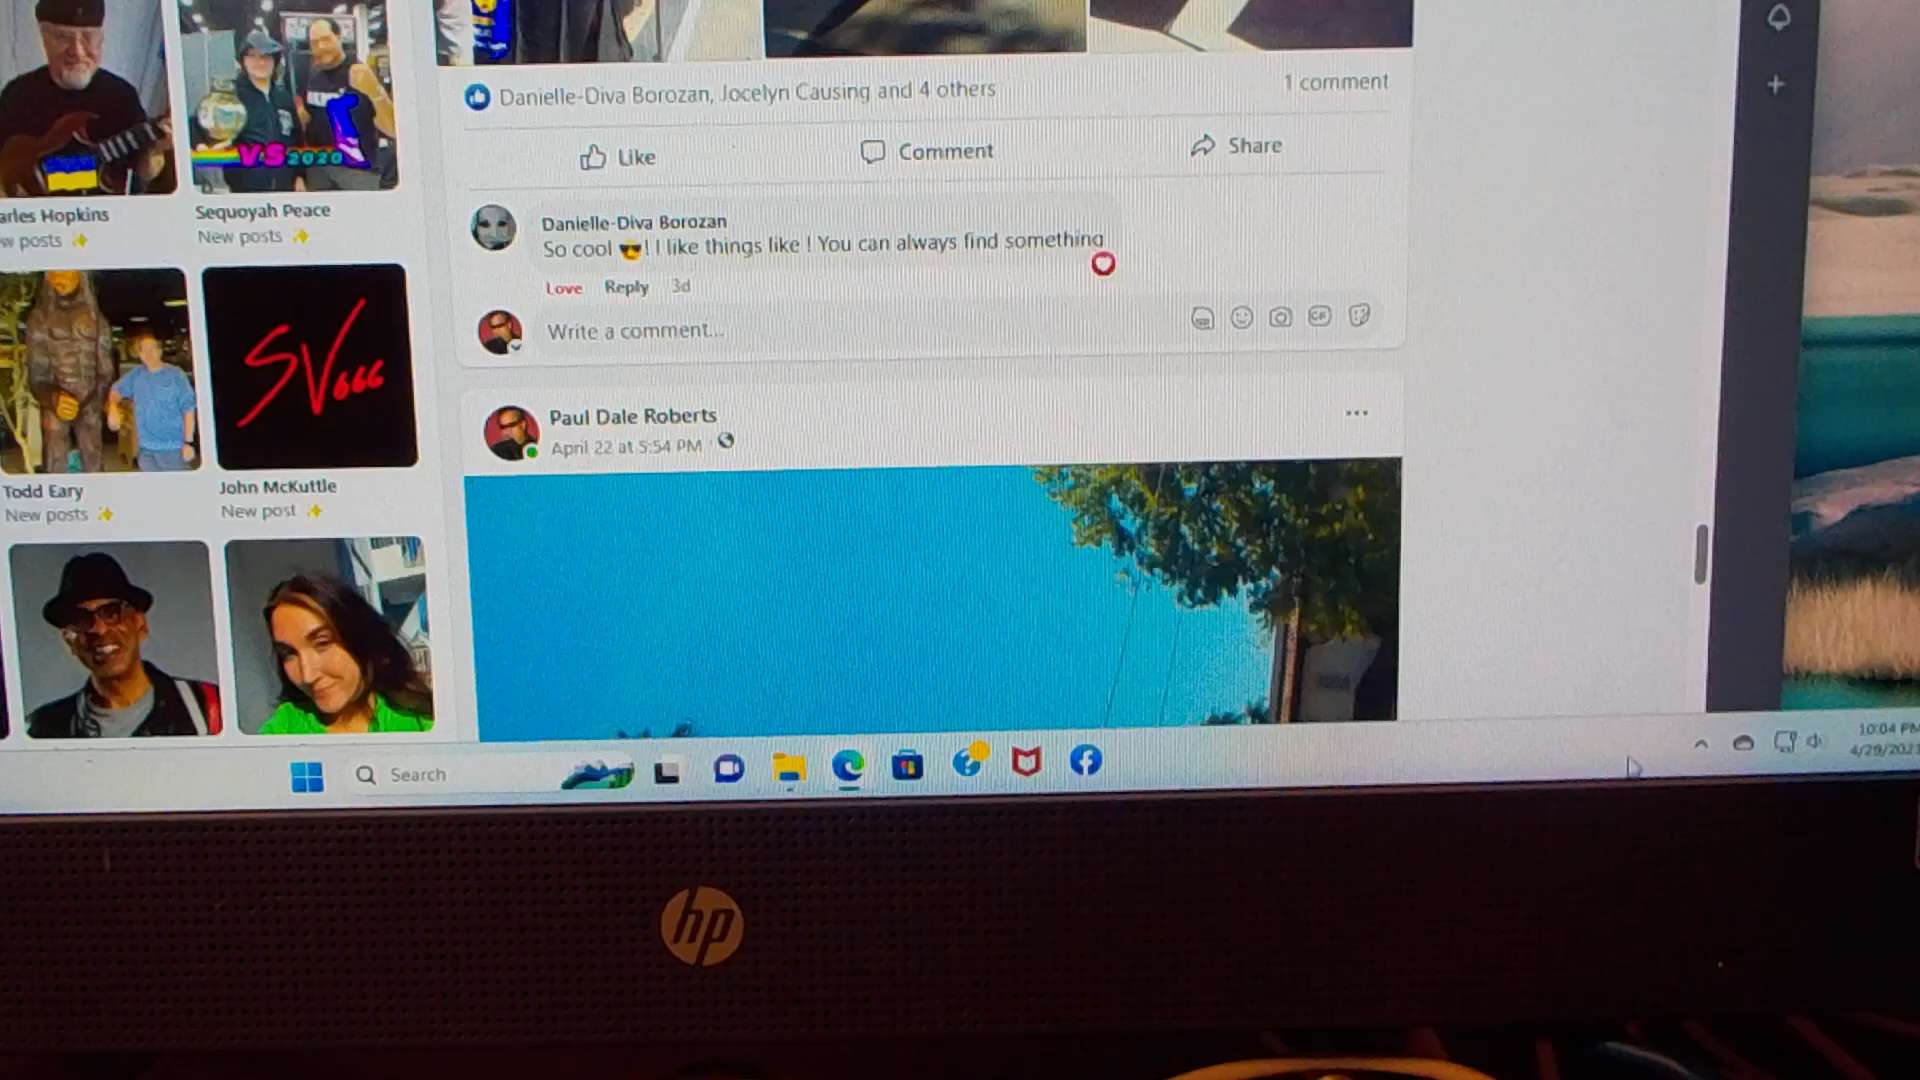 Danielle-Diva Borozan, Jocelyn Causing and 4 others
1 comment
Like
Comment
Share
VS2020
arles Hopkins
w posts
Sequoyah Peace
New posts
Danielle-Diva Borozan
So cool 😎! I like things like ! You can always find something
Love Reply 3d
Write a comment...
GIF
SV666
Paul Dale Roberts
April 22 at 5:54 PM ·
Todd Eary
New posts
John McKuttle
New post
Search
10:04 PM
hp